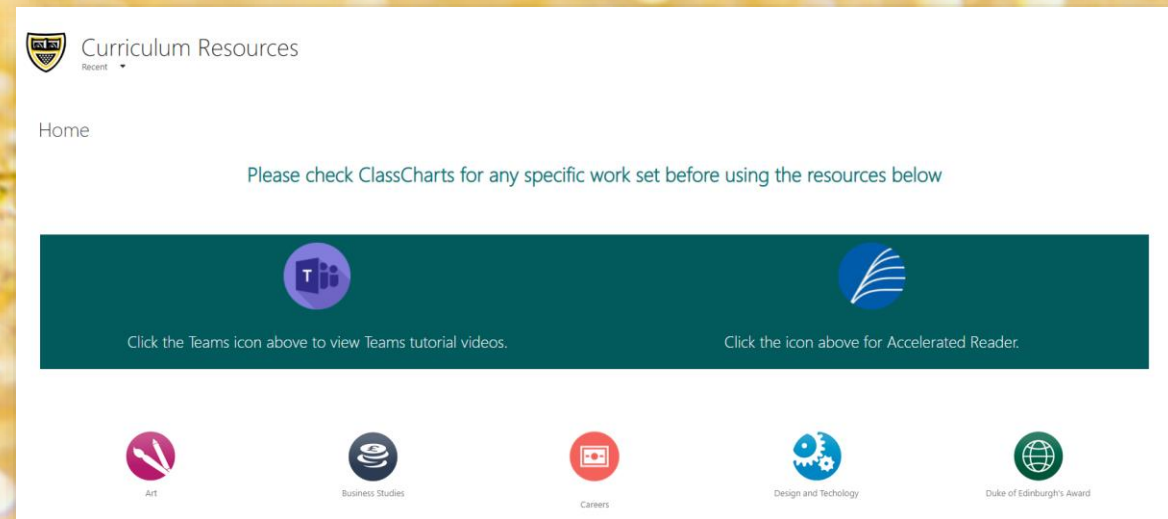 Curriculum Resources
Recent
Home
Please check ClassCharts for any specific work set before using the resources below
T
Click the Teams icon above to view Teams tutorial videos.
Click the icon above for Accelerated Reader.
Art
Business Studies
Careers
Design and Techology
Duke of Edinburgh's Award